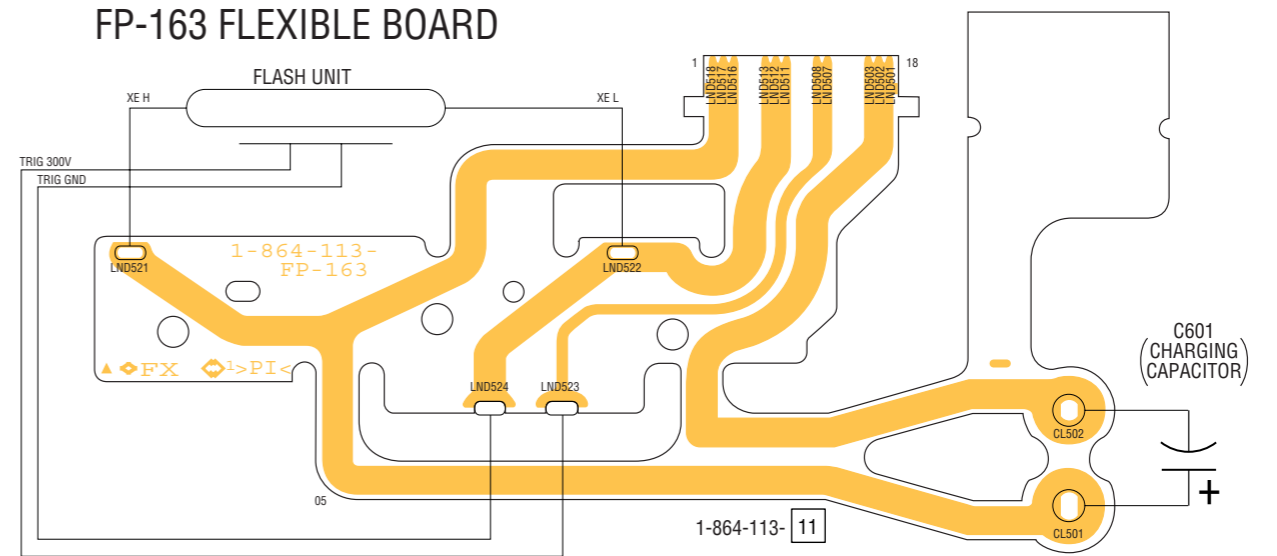 FP-163 FLEXIBLE BOARD
FLASH UNIT
XE H
XE L
TRIG 300V
TRIG GND
1
18
LND518
LND517
LND516
LND513
LND512
LND511
LND508
LND507
LND503
LND502
LND501
1-864-113-
FP-163
LND521
LND522
C601
(CHARGING
CAPACITOR)
▲ FX 1>PI<
LND524
LND523
CL502
05
1-864-113- 11
+
CL501